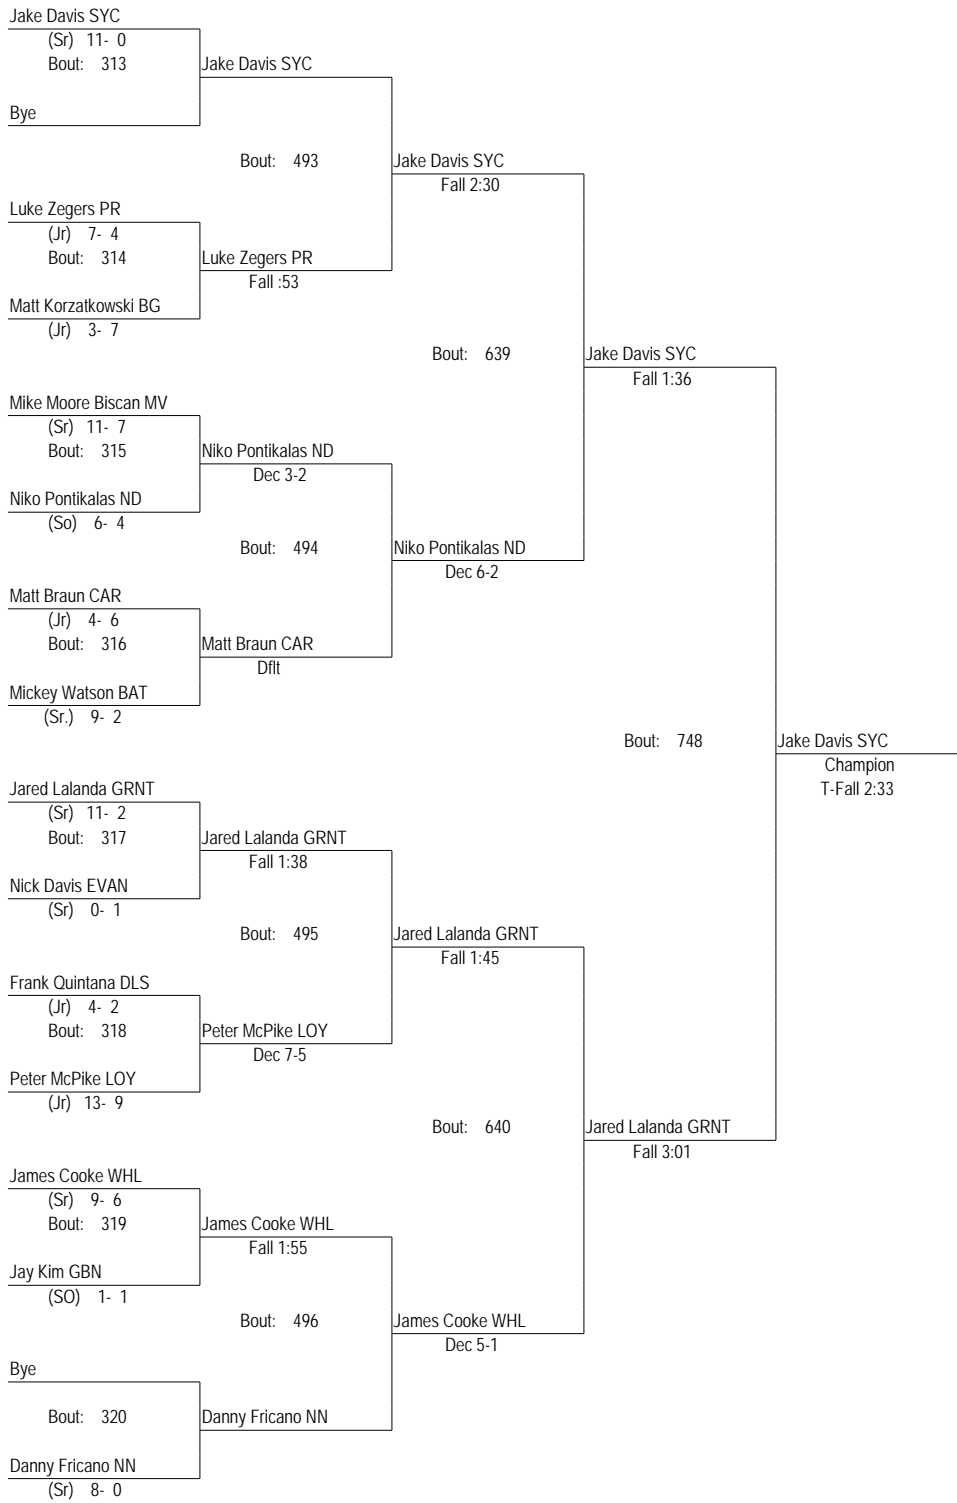 Jake Davis SYC
(Sr) 11- 0
Bout: 313
Jake Davis SYC
Bye
Bout: 493
Jake Davis SYC
Fall 2:30
Luke Zegers PR
(Jr) 7- 4
Bout: 314
Luke Zegers PR
Fall :53
Matt Korzatkowski BG
(Jr) 3- 7
Bout: 639
Jake Davis SYC
Fall 1:36
Mike Moore Biscan MV
(Sr) 11- 7
Bout: 315
Niko Pontikalas ND
Dec 3-2
Niko Pontikalas ND
(So) 6- 4
Bout: 494
Niko Pontikalas ND
Dec 6-2
Matt Braun CAR
(Jr) 4- 6
Bout: 316
Matt Braun CAR
Dflt
Mickey Watson BAT
(Sr.) 9- 2
Bout: 748
Jake Davis SYC
Champion
T-Fall 2:33
Jared Lalanda GRNT
(Sr) 11- 2
Bout: 317
Jared Lalanda GRNT
Fall 1:38
Nick Davis EVAN
(Sr) 0- 1
Bout: 495
Jared Lalanda GRNT
Fall 1:45
Frank Quintana DLS
(Jr) 4- 2
Bout: 318
Peter McPike LOY
Dec 7-5
Peter McPike LOY
(Jr) 13- 9
Bout: 640
Jared Lalanda GRNT
Fall 3:01
James Cooke WHL
(Sr) 9- 6
Bout: 319
James Cooke WHL
Fall 1:55
Jay Kim GBN
(SO) 1- 1
Bout: 496
James Cooke WHL
Dec 5-1
Bye
Bout: 320
Danny Fricano NN
Danny Fricano NN
(Sr) 8- 0